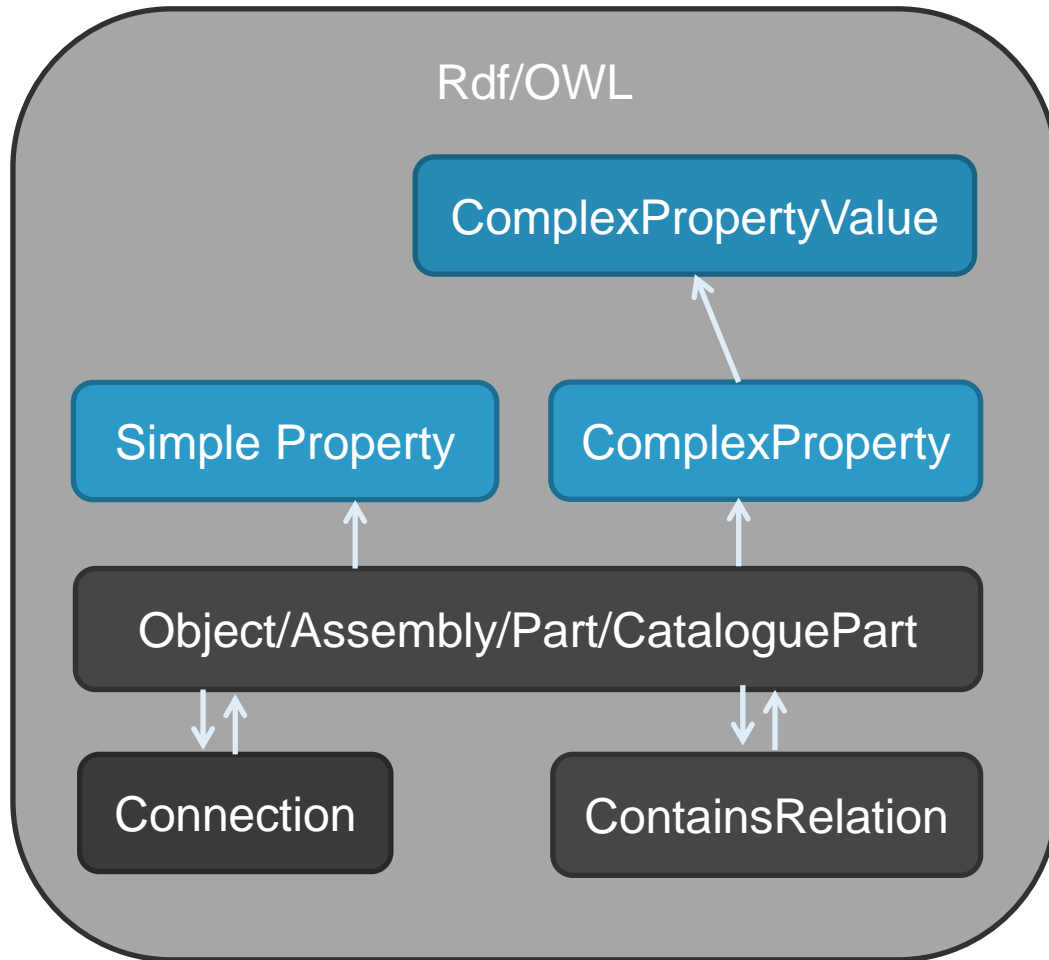 Rdf/OWL
ComplexPropertyValue
Simple Property
ComplexProperty
Object/Assembly/Part/CataloguePart
Connection
ContainsRelation